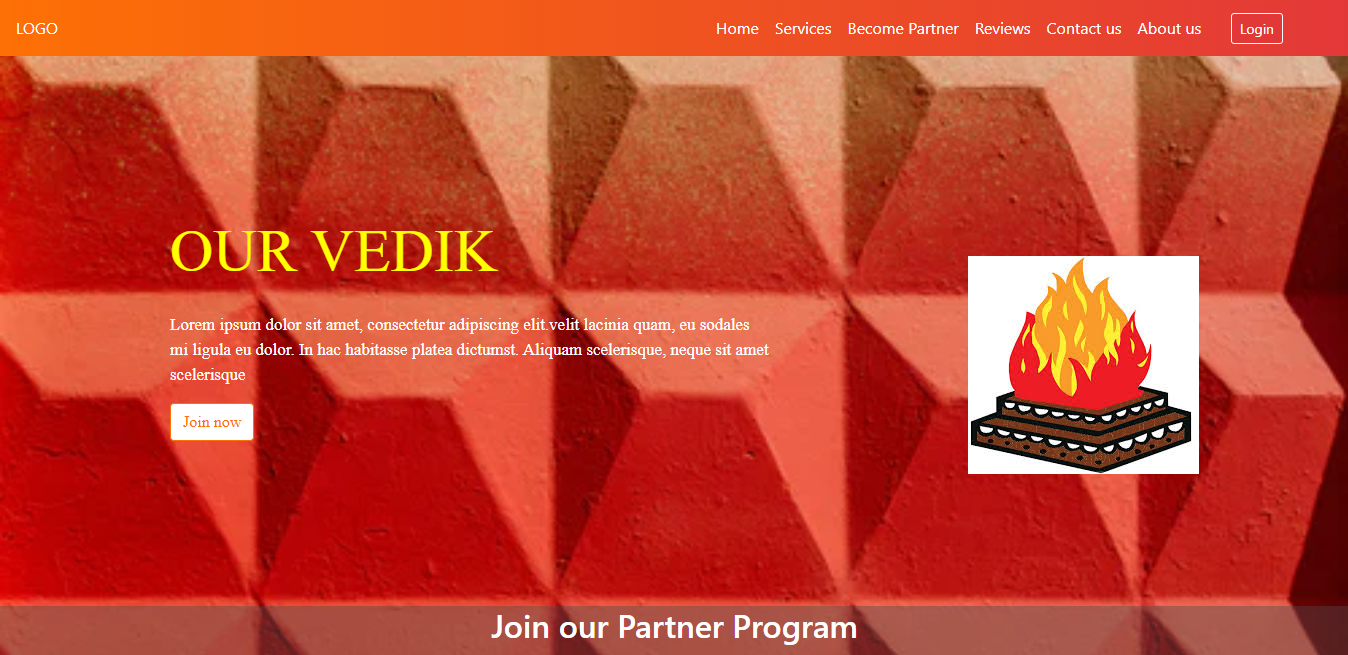 LOGO Home Services Become Partner Reviews Contact us About us Login
OUR VEDIK
Lorem ipsum dolor sit amet, consectetur adipiscing elit.velit lacinia quam, eu sodales
mi ligula eu dolor. In hac habitasse platea dictumst. Aliquam scelerisque, neque sit amet
scelerisque
Join now
Join our Partner Program